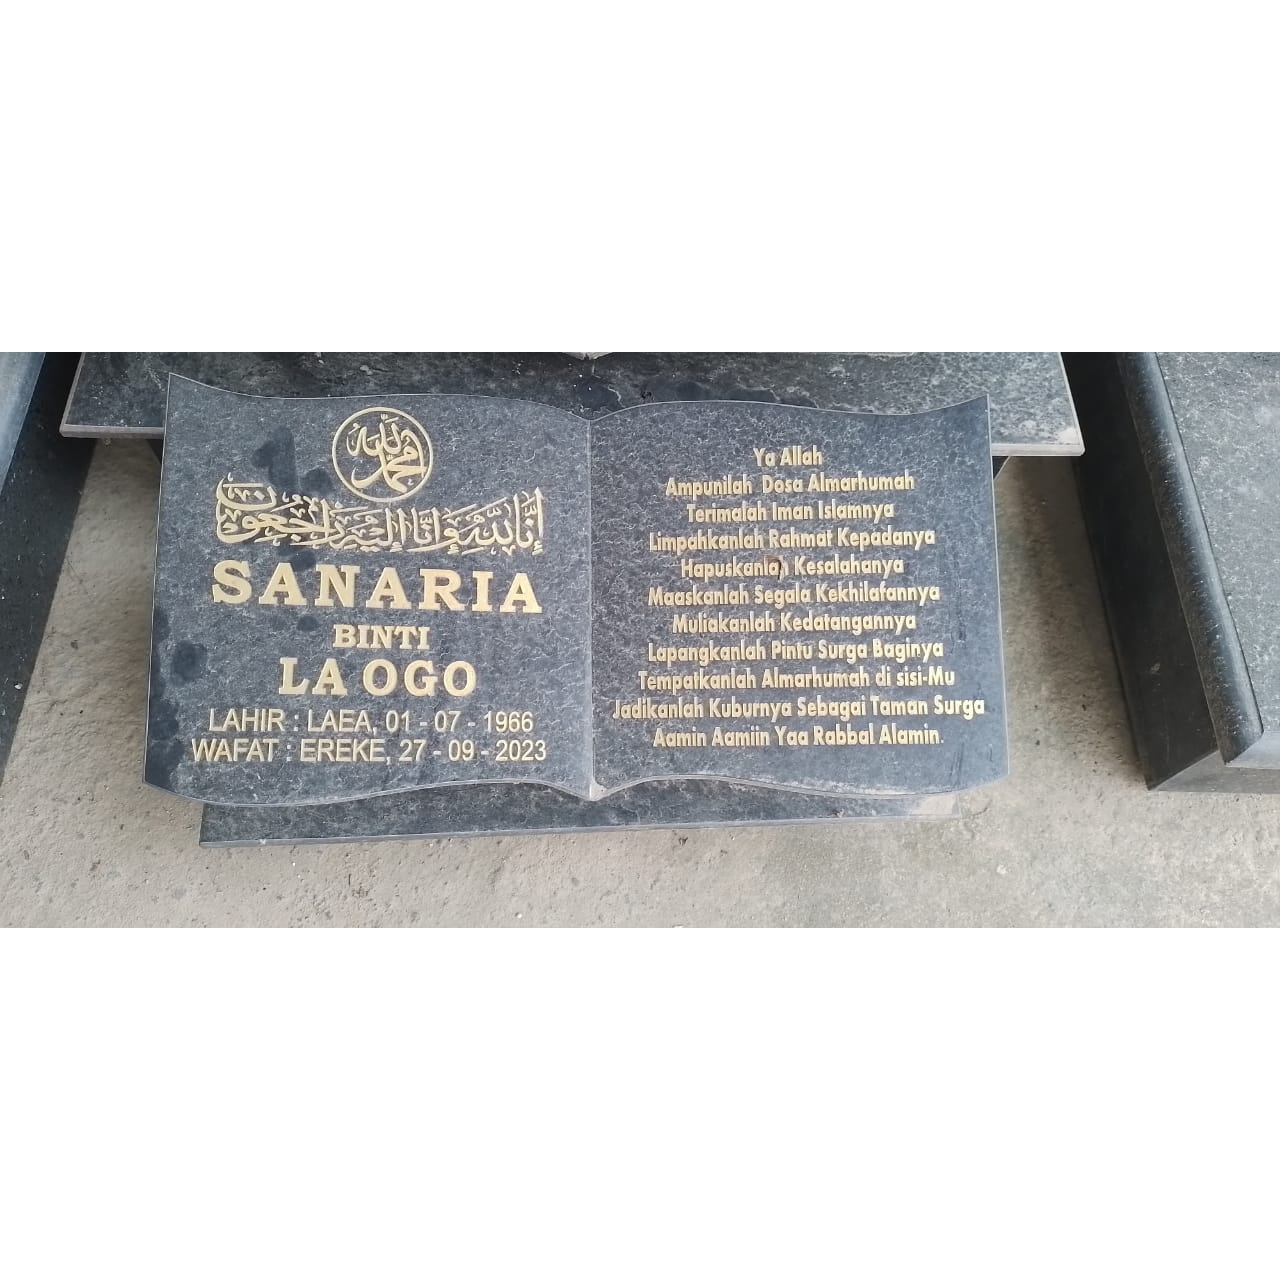 الله محمد
إنا لله وإنا إليه راجعون
SANARIA
BINTI
LA OGO
LAHIR : LAEA, 01 - 07 - 1966
WAFAT : EREKE, 27 - 09 - 2023
Ya Allah
Ampunilah Dosa Almarhumah
Terimalah Iman Islamnya
Limpahkanlah Rahmat Kepadanya
Hapuskanlah Kesalahanya
Maaskanlah Segala Kekhilafannya
Muliakanlah Kedatangannya
Lapangkanlah Pintu Surga Baginya
Tempatkanlah Almarhumah di sisi-Mu
Jadikanlah Kuburnya Sebagai Taman Surga
Aamin Aamiin Yaa Rabbal Alamin.